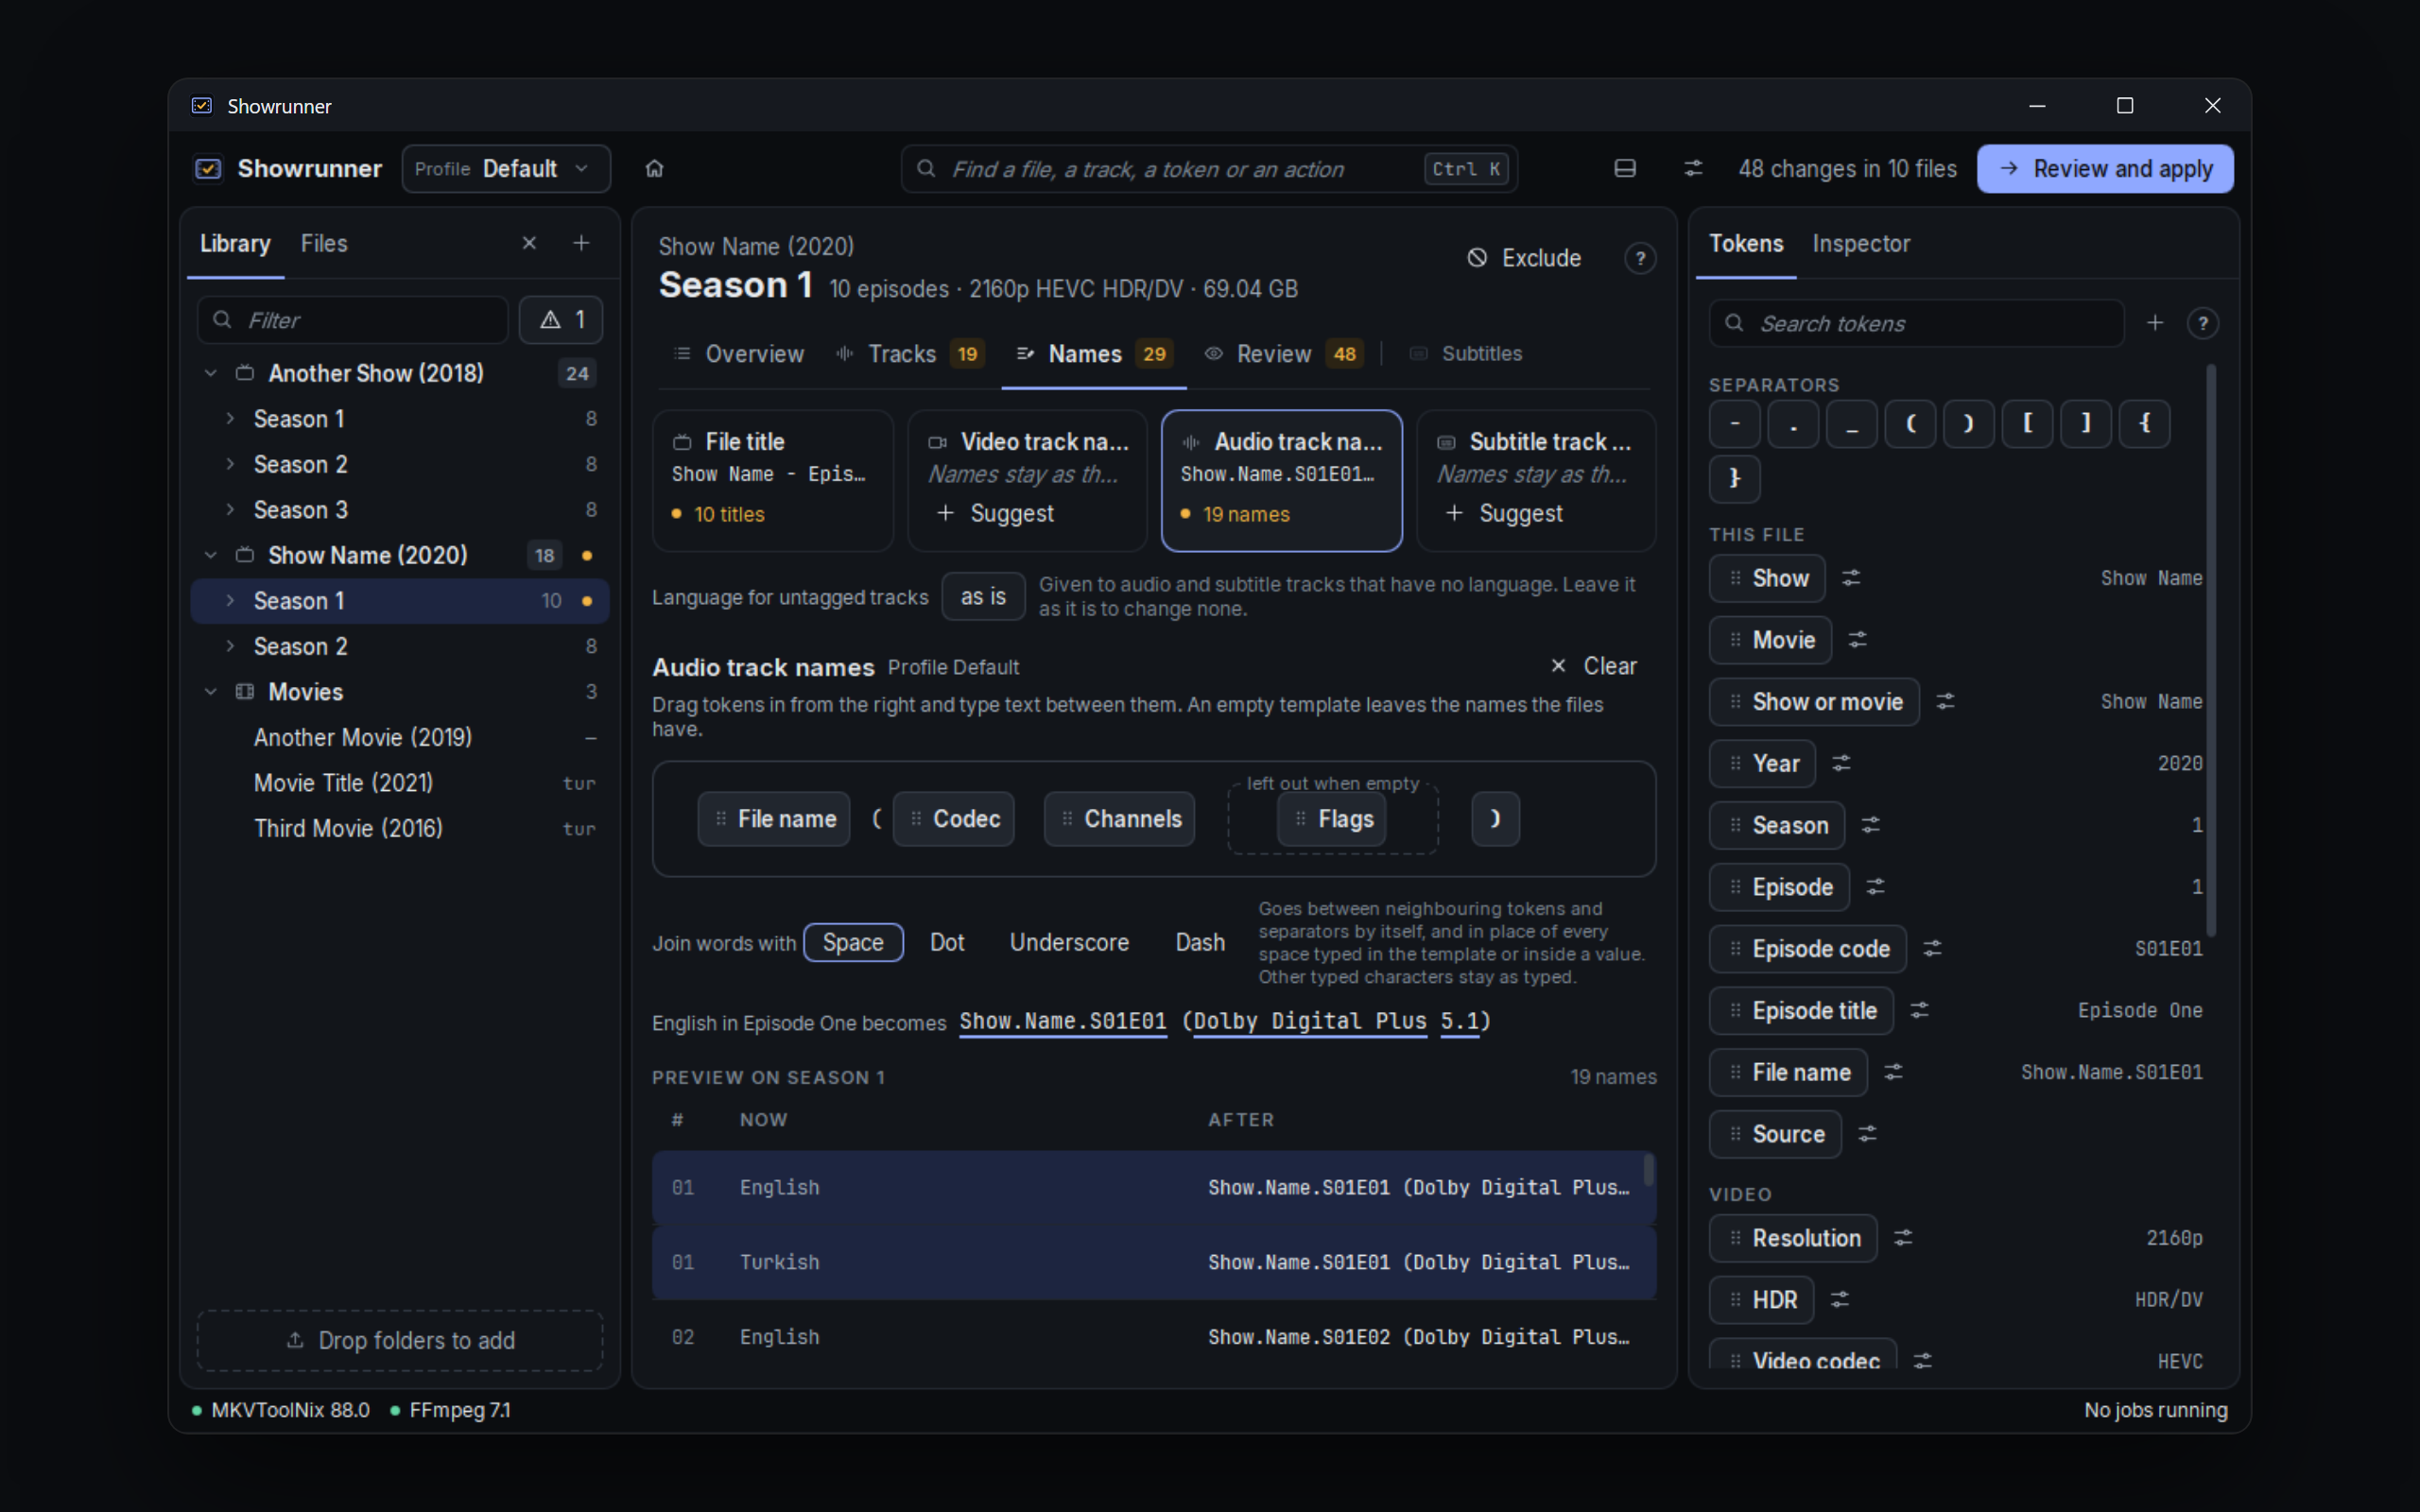 Showrunner
Showrunner
Profile Default
Find a file, a track, a token or an action
Ctrl K
48 changes in 10 files
Review and apply
Library
Files
Filter
1
Another Show (2018)
24
Season 1
8
Season 2
8
Season 3
8
Show Name (2020)
18
Season 1
10
Season 2
8
Movies
3
Another Movie (2019)
–
Movie Title (2021)
tur
Third Movie (2016)
tur
Drop folders to add
Show Name (2020)
Season 1
10 episodes · 2160p HEVC HDR/DV · 69.04 GB
Exclude
?
Overview
Tracks 19
Names 29
Review 48
Subtitles
File title
Show Name - Epis…
10 titles
Video track na…
Names stay as th…
+ Suggest
Audio track na…
Show.Name.S01E01…
19 names
Subtitle track …
Names stay as th…
+ Suggest
Language for untagged tracks
as is
Given to audio and subtitle tracks that have no language. Leave it
as it is to change none.
Audio track names
Profile Default
Clear
Drag tokens in from the right and type text between them. An empty template leaves the names the files
have.
left out when empty
File name ( Codec Channels Flags )
Join words with
Space
Dot
Underscore
Dash
Goes between neighbouring tokens and
separators by itself, and in place of every
space typed in the template or inside a value.
Other typed characters stay as typed.
English in Episode One becomes Show.Name.S01E01 (Dolby Digital Plus 5.1)
PREVIEW ON SEASON 1
19 names
# NOW AFTER
01 English Show.Name.S01E01 (Dolby Digital Plus…
01 Turkish Show.Name.S01E01 (Dolby Digital Plus…
02 English Show.Name.S01E02 (Dolby Digital Plus…
Tokens
Inspector
Search tokens
+
?
SEPARATORS
- . _ ( ) [ ] {
}
THIS FILE
Show
Show Name
Movie
Show or movie
Show Name
Year
2020
Season
1
Episode
1
Episode code
S01E01
Episode title
Episode One
File name
Show.Name.S01E01
Source
VIDEO
Resolution
2160p
HDR
HDR/DV
Video codec
HEVC
MKVToolNix 88.0
FFmpeg 7.1
No jobs running